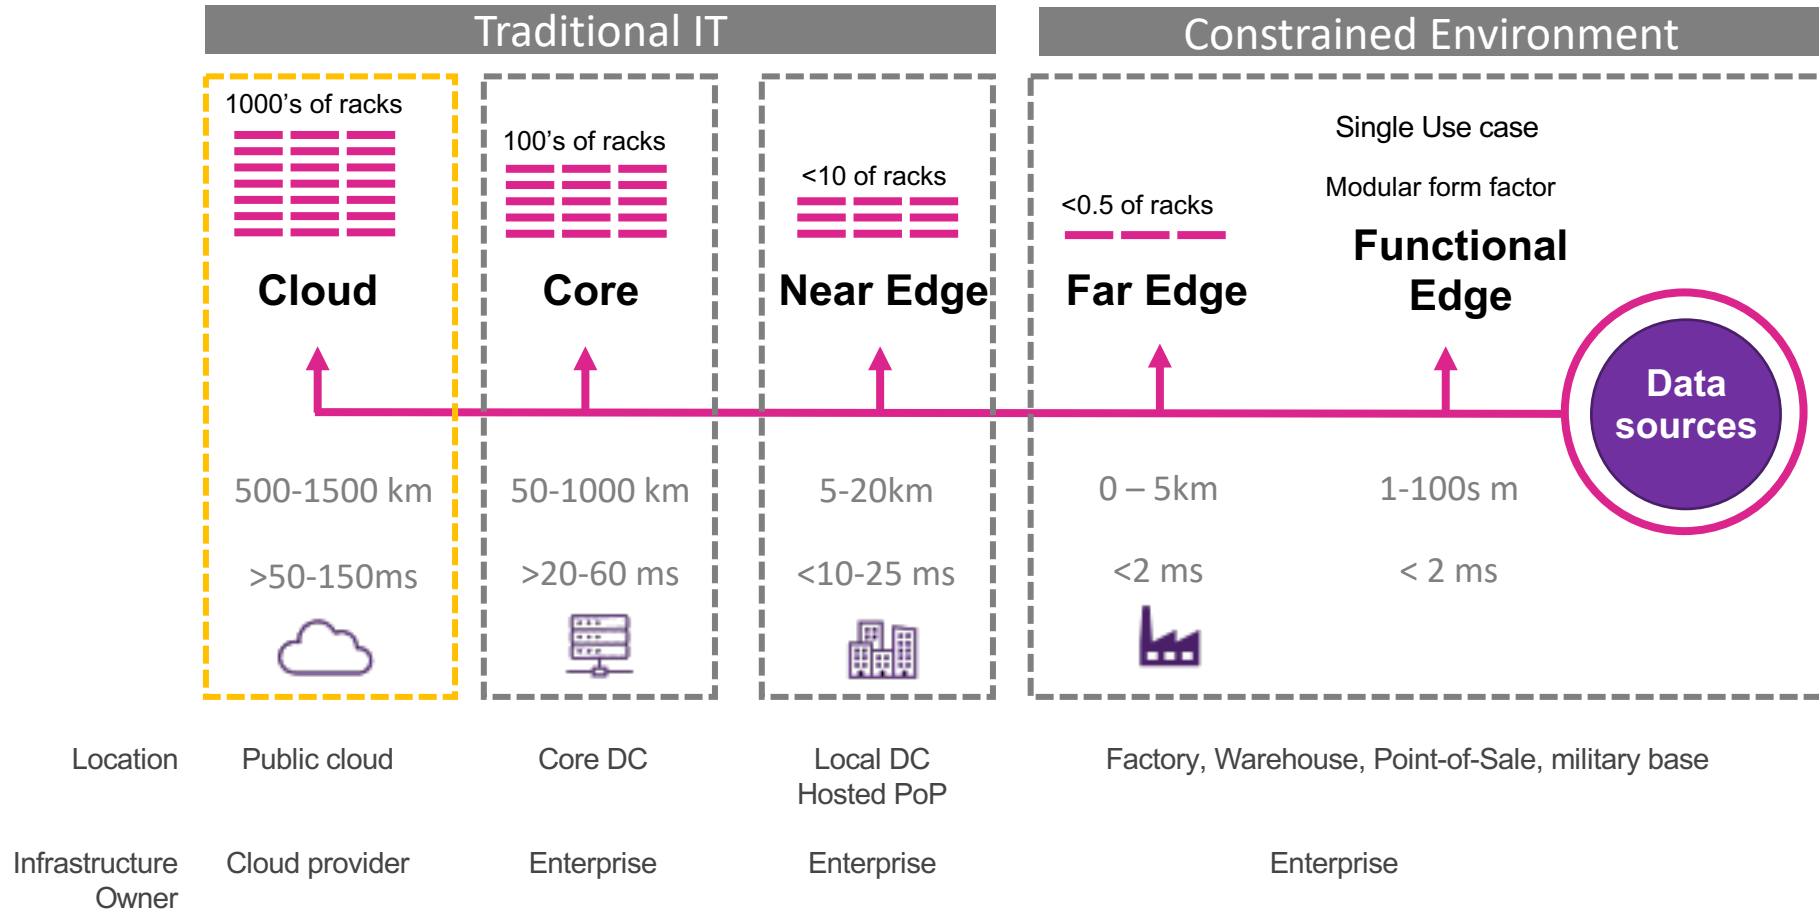 Traditional IT
Constrained Environment
1000's of racks
100's of racks
<10 of racks
<0.5 of racks
Single Use case
Modular form factor
Cloud
Core
Near Edge
Far Edge
Functional
Edge
Data
sources
500-1500 km
50-1000 km
5-20km
0 – 5km
1-100s m
>50-150ms
>20-60 ms
<10-25 ms
<2 ms
< 2 ms
Location
Public cloud
Core DC
Local DC
Hosted PoP
Factory, Warehouse, Point-of-Sale, military base
Infrastructure
Owner
Cloud provider
Enterprise
Enterprise
Enterprise